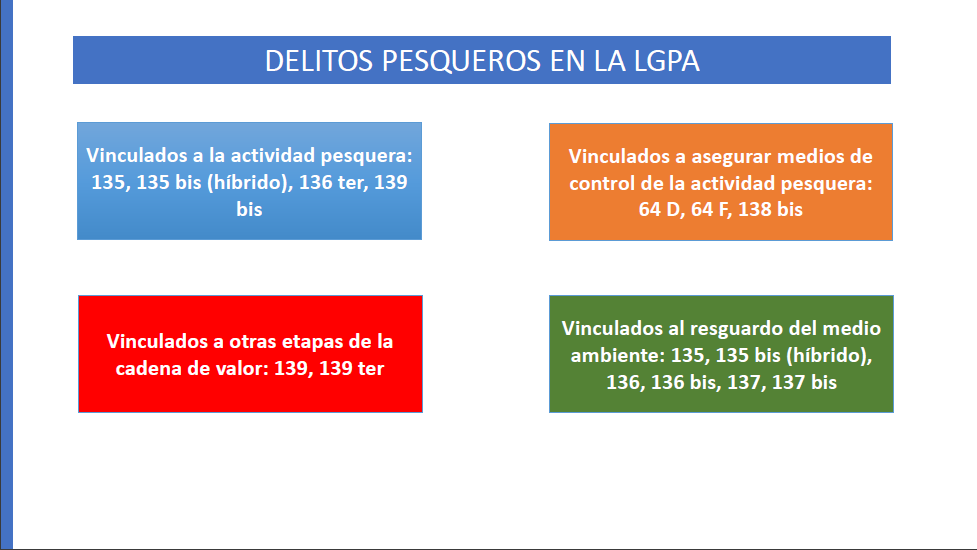 DELITOS PESQUEROS EN LA LGPA
Vinculados a la actividad pesquera:
135, 135 bis (híbrido), 136 ter, 139
bis
Vinculados a asegurar medios de
control de la actividad pesquera:
64 D, 64 F, 138 bis
Vinculados a otras etapas de la
cadena de valor: 139, 139 ter
Vinculados al resguardo del medio
ambiente: 135, 135 bis (híbrido),
136, 136 bis, 137, 137 bis